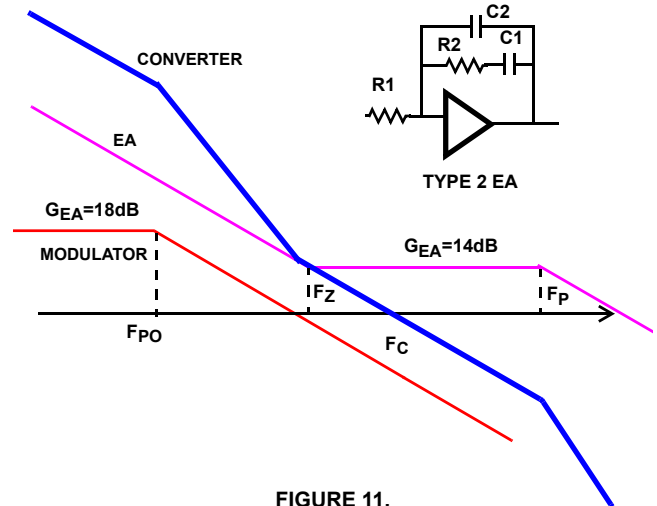 C2
C1
CONVERTER
R2
R1
EA
TYPE 2 EA
GEA=18dB
GEA=14dB
MODULATOR
FZ
FP
FPO
FC
FIGURE 11.